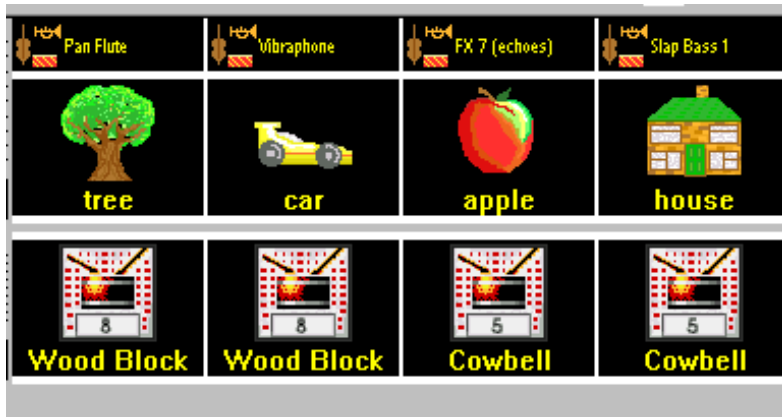 Pan Flute
Vibraphone
FX 7 (echoes)
Slap Bass 1
tree
car
apple
house
8
8
5
5
Wood Block
Wood Block
Cowbell
Cowbell